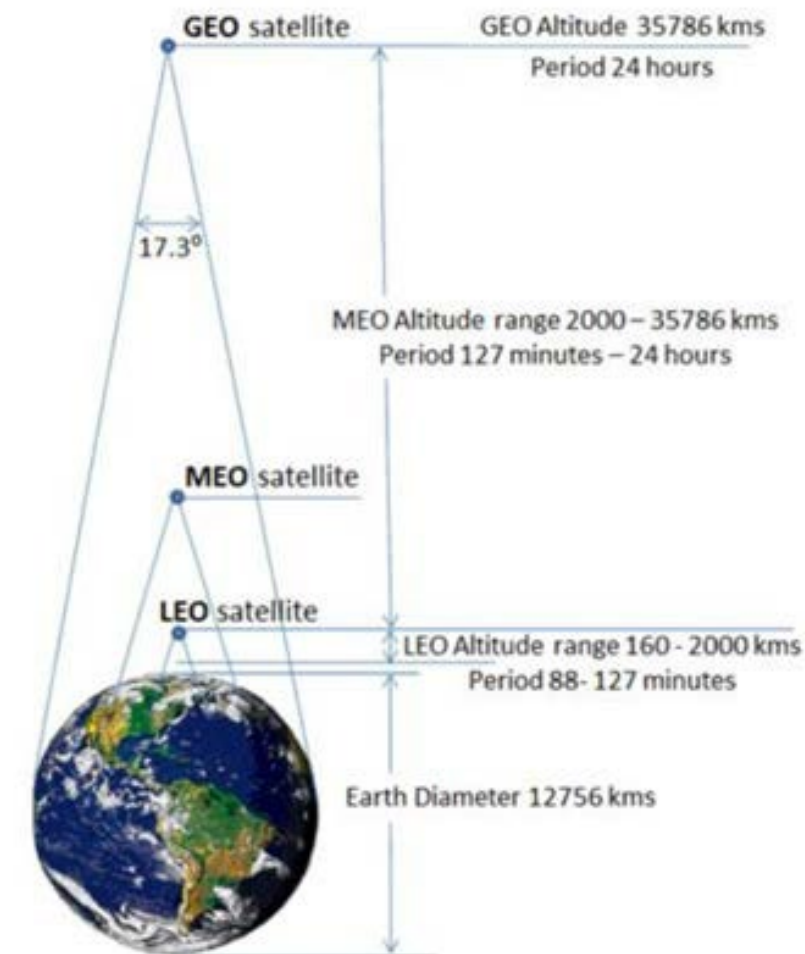 GEO satellite
GEO Altitude 35786 kms
Period 24 hours
17.3⁰
MEO Altitude range 2000 – 35786 kms
Period 127 minutes – 24 hours
MEO satellite
LEO satellite
LEO Altitude range 160 - 2000 kms
Period 88- 127 minutes
Earth Diameter 12756 kms